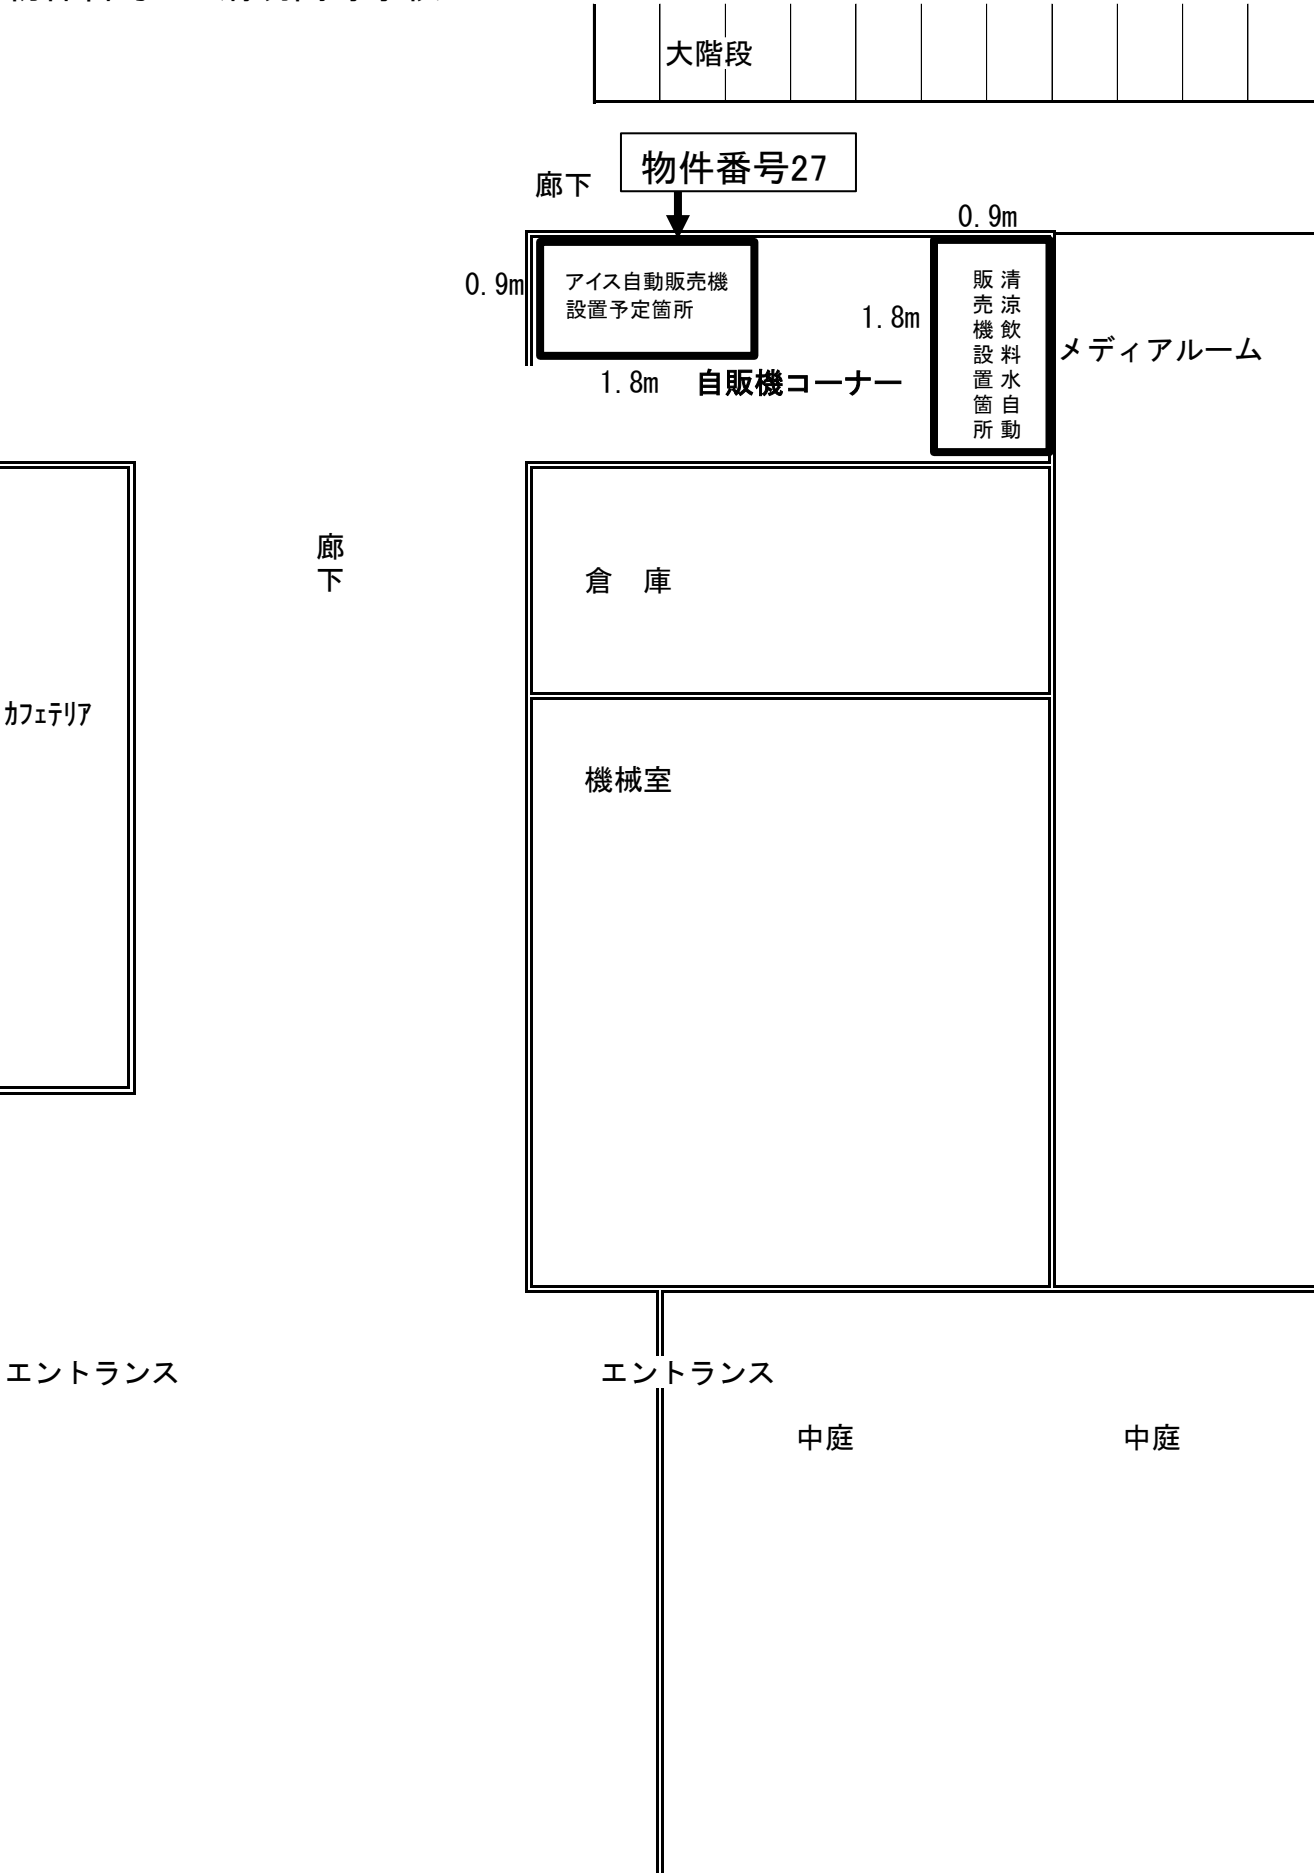 大階段
物件番号27
廊下
0.9m
0.9m
アイス自動販売機
設置予定箇所
1.8m
清涼飲料水自動
販売機設置箇所
メディアルーム
1.8m
自販機コーナー
廊下
倉　庫
ｶﾌｪﾃﾘｱ
機械室
エントランス
エントランス
中庭
中庭